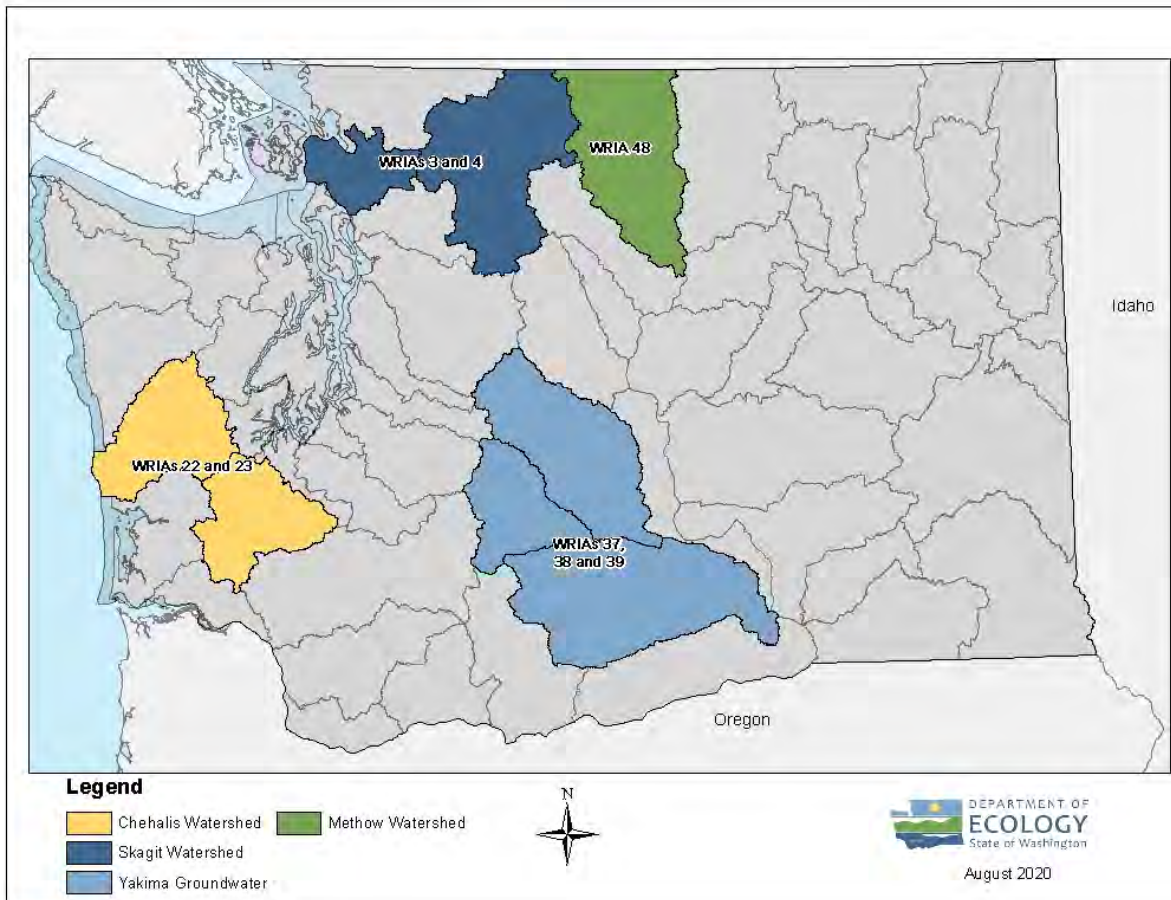 WRIAs 3 and 4
WRIA 48
Idaho
WRIAs 22 and 23
WRIAs 37,
38 and 39
Oregon
Legend
Chehalis Watershed
Methow Watershed
Skagit Watershed
Yakima Groundwater
N
DEPARTMENT OF
ECOLOGY
State of Washington
August 2020